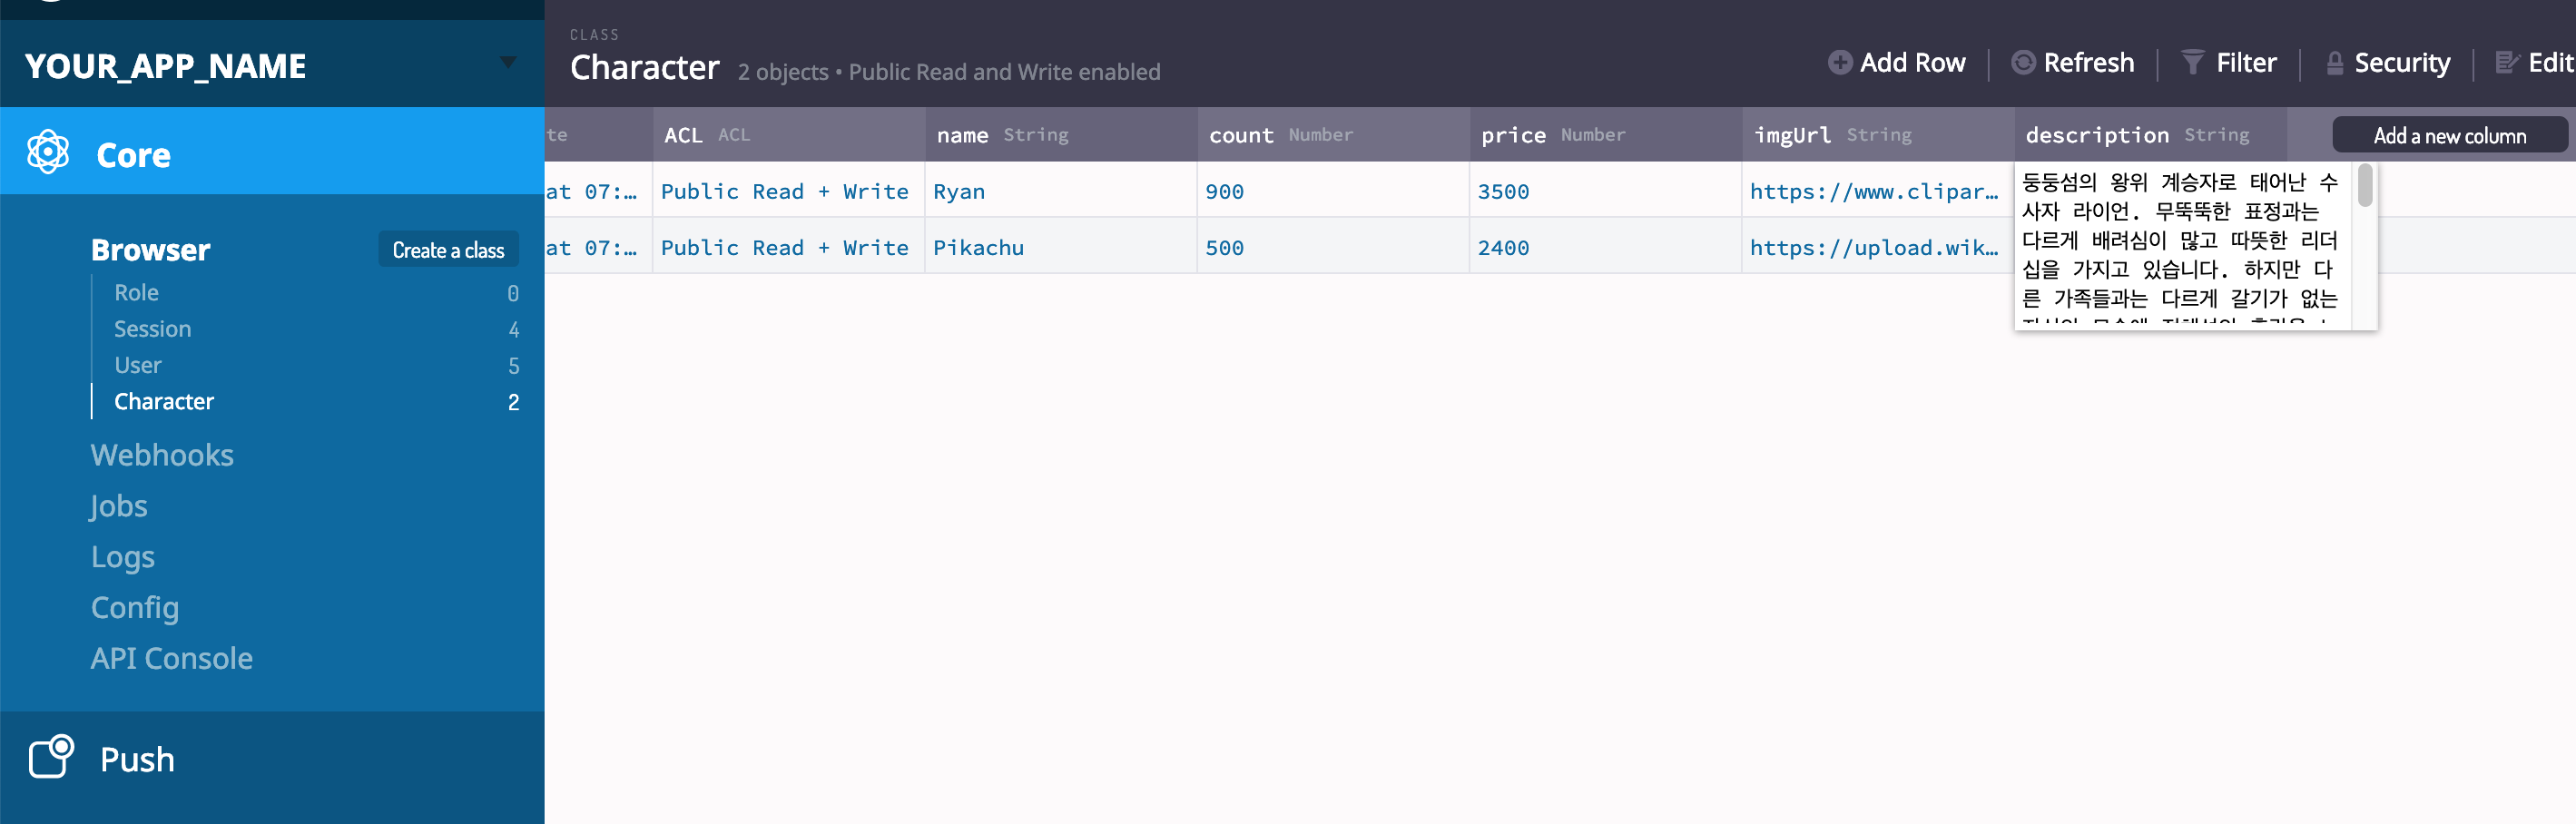 YOUR_APP_NAME
Core
Browser Create a class
Role 0
Session 4
User 5
Character 2
Webhooks
Jobs
Logs
Config
API Console
Push
CLASS
Character 2 objects • Public Read and Write enabled
Add Row Refresh Filter Security Edit
te ACL ACL name String count Number price Number imgUrl String description String Add a new column
at 07:… Public Read + Write Ryan 900 3500 https://www.clipar…
at 07:… Public Read + Write Pikachu 500 2400 https://upload.wik…
둥둥섬의 왕위 계승자로 태어난 수
사자 라이언. 무뚝뚝한 표정과는
다르게 배려심이 많고 따뜻한 리더
십을 가지고 있습니다. 하지만 다
른 가족들과는 다르게 갈기가 없는